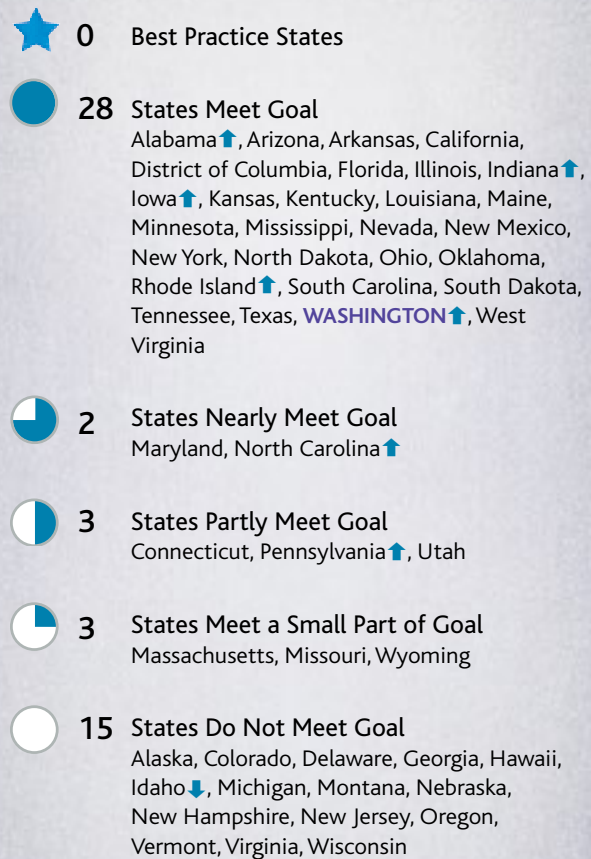 0 Best Practice States
28 States Meet Goal
Alabama⬆, Arizona, Arkansas, California,
District of Columbia, Florida, Illinois, Indiana⬆,
Iowa⬆, Kansas, Kentucky, Louisiana, Maine,
Minnesota, Mississippi, Nevada, New Mexico,
New York, North Dakota, Ohio, Oklahoma,
Rhode Island⬆, South Carolina, South Dakota,
Tennessee, Texas, WASHINGTON⬆, West
Virginia
2 States Nearly Meet Goal
Maryland, North Carolina⬆
3 States Partly Meet Goal
Connecticut, Pennsylvania⬆, Utah
3 States Meet a Small Part of Goal
Massachusetts, Missouri, Wyoming
15 States Do Not Meet Goal
Alaska, Colorado, Delaware, Georgia, Hawaii,
Idaho⬇, Michigan, Montana, Nebraska,
New Hampshire, New Jersey, Oregon,
Vermont, Virginia, Wisconsin